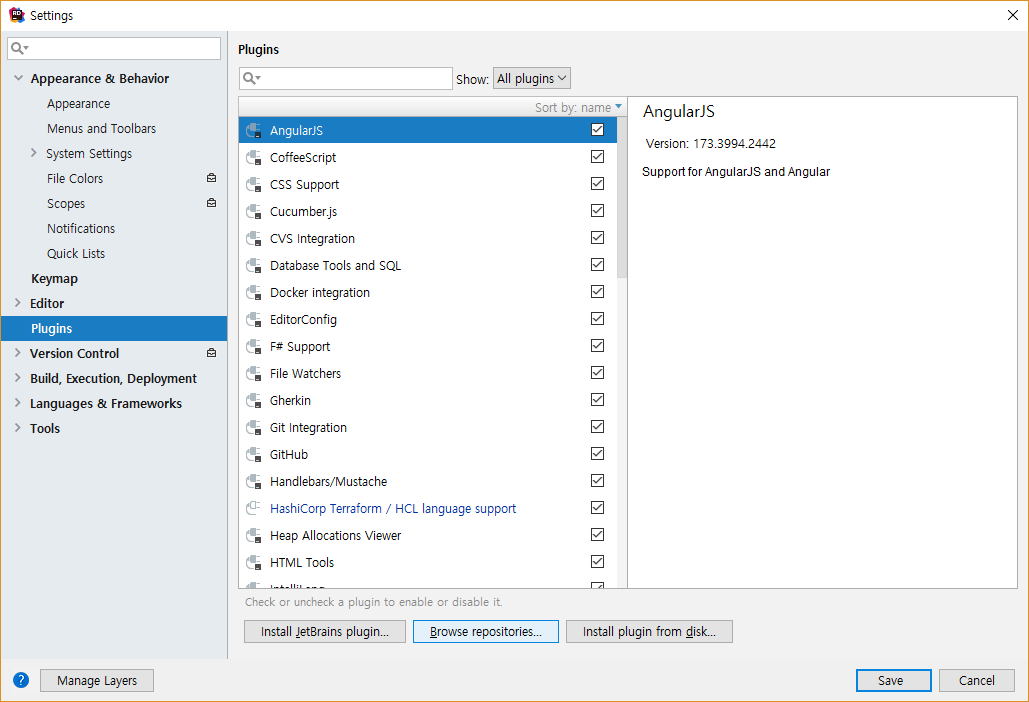 Settings
Appearance & Behavior
Appearance
Menus and Toolbars
System Settings
File Colors
Scopes
Notifications
Quick Lists
Keymap
Editor
Plugins
Version Control
Build, Execution, Deployment
Languages & Frameworks
Tools
Plugins
Show: All plugins
Sort by: name
AngularJS
CoffeeScript
CSS Support
Cucumber.js
CVS Integration
Database Tools and SQL
Docker integration
EditorConfig
F# Support
File Watchers
Gherkin
Git Integration
GitHub
Handlebars/Mustache
HashiCorp Terraform / HCL language support
Heap Allocations Viewer
HTML Tools
AngularJS
Version: 173.3994.2442
Support for AngularJS and Angular
Check or uncheck a plugin to enable or disable it.
Install JetBrains plugin...
Browse repositories...
Install plugin from disk...
? Manage Layers
Save
Cancel